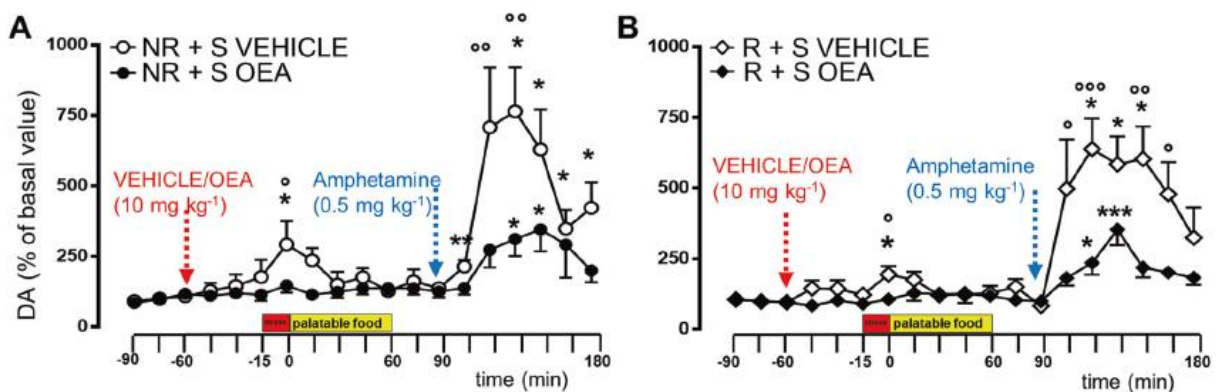 A
NR + S VEHICLE
NR + S OEA
DA (% of basal value)
1000
750
500
250
0
VEHICLE/OEA
(10 mg kg-1)
Amphetamine
(0.5 mg kg-1)
°
*
**
°°
°°
*
*
*
*
*
*
palatable food
-90 -60 -15 0 60 90 180
time (min)
B
R + S VEHICLE
R + S OEA
1000
750
500
250
0
VEHICLE/OEA
(10 mg kg-1)
Amphetamine
(0.5 mg kg-1)
°
*
°
°°°
*
*
°°
*
°
*
***
palatable food
-90 -60 -15 0 60 90 180
time (min)